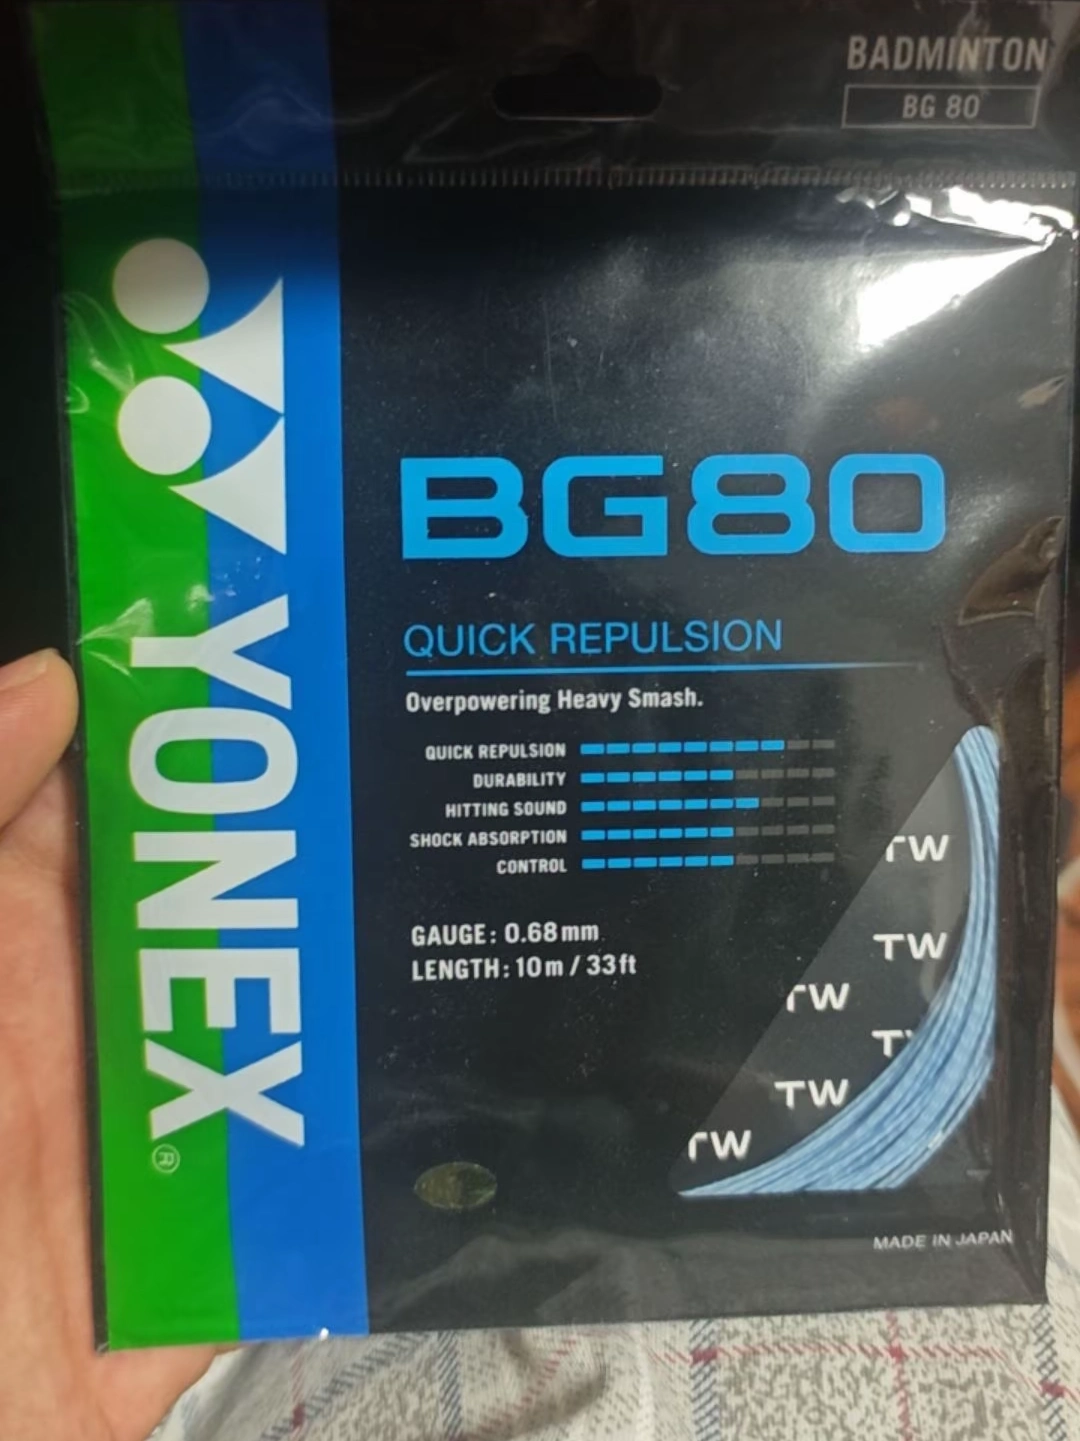 BADMINTON
BG 80
YONEX®
BG80
QUICK REPULSION
Overpowering Heavy Smash.
QUICK REPULSION
DURABILITY
HITTING SOUND
SHOCK ABSORPTION
CONTROL
GAUGE: 0.68mm
LENGTH: 10m / 33ft
TW
TW
TW
T
TW
TW
MADE IN JAPAN